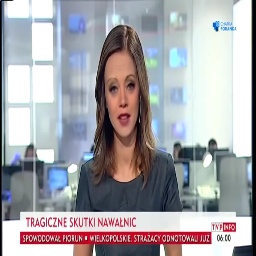 TRAGICZNE SKUTKI NAWAŁNIC
TVP INFO
SPOWODOWAŁ PIORUN ■ WIELKOPOLSKIE. STRAŻACY ODNOTOWALI JUŻ
06:00